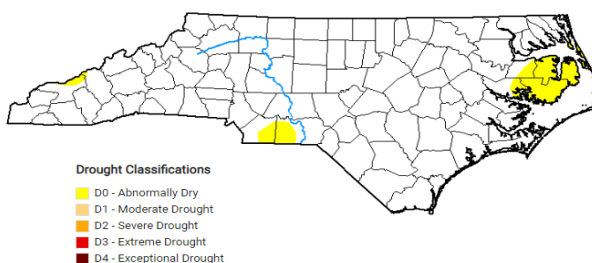 Drought Classifications
D0 - Abnormally Dry
D1 - Moderate Drought
D2 - Severe Drought
D3 - Extreme Drought
D4 - Exceptional Drought